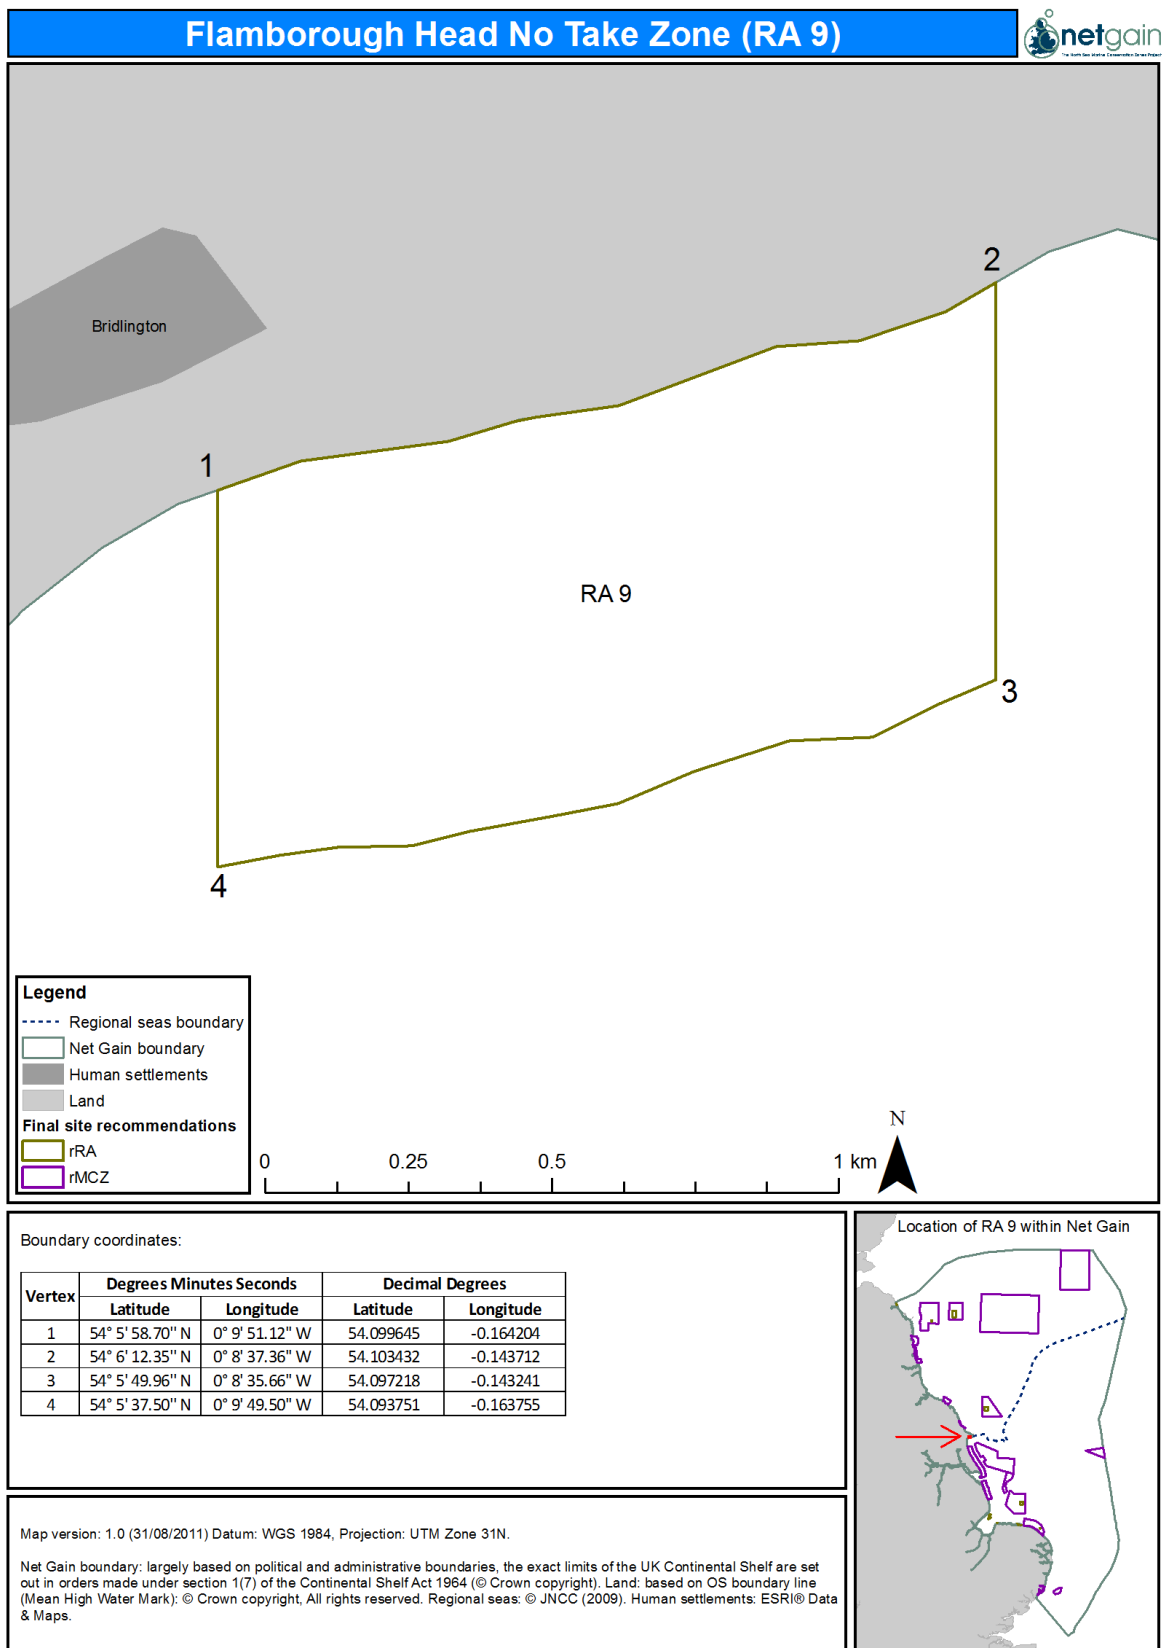 Flamborough Head No Take Zone (RA 9)
netgain
The North Sea Marine Conservation Zones Project
2
Bridlington
1
RA 9
3
4
Legend
Regional seas boundary
Net Gain boundary
Human settlements
Land
Final site recommendations
rRA
rMCZ
0 0.25 0.5 1 km
N
Boundary coordinates:
Vertex Degrees Minutes Seconds Decimal Degrees
Latitude Longitude Latitude Longitude
1 54° 5' 58.70" N 0° 9' 51.12" W 54.099645 -0.164204
2 54° 6' 12.35" N 0° 8' 37.36" W 54.103432 -0.143712
3 54° 5' 49.96" N 0° 8' 35.66" W 54.097218 -0.143241
4 54° 5' 37.50" N 0° 9' 49.50" W 54.093751 -0.163755
Location of RA 9 within Net Gain
Map version: 1.0 (31/08/2011) Datum: WGS 1984, Projection: UTM Zone 31N.
Net Gain boundary: largely based on political and administrative boundaries, the exact limits of the UK Continental Shelf are set
out in orders made under section 1(7) of the Continental Shelf Act 1964 (© Crown copyright). Land: based on OS boundary line
(Mean High Water Mark): © Crown copyright, All rights reserved. Regional seas: © JNCC (2009). Human settlements: ESRI® Data
& Maps.